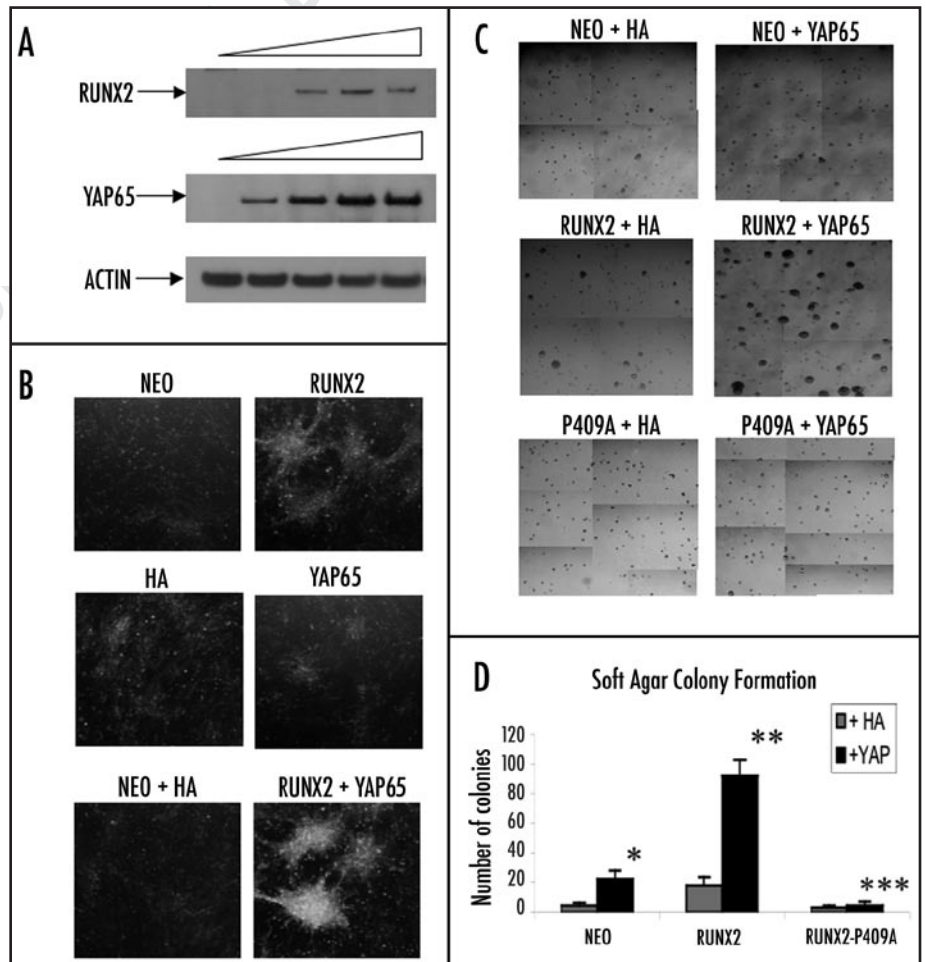 A
RUNX2
YAP65
ACTIN
B
NEO
RUNX2
HA
YAP65
NEO + HA
RUNX2 + YAP65
C
NEO + HA
NEO + YAP65
RUNX2 + HA
RUNX2 + YAP65
P409A + HA
P409A + YAP65
D
Soft Agar Colony Formation
Number of colonies
120
100
80
60
40
20
0
*
**
***
+ HA
+YAP
NEO
RUNX2
RUNX2-P409A